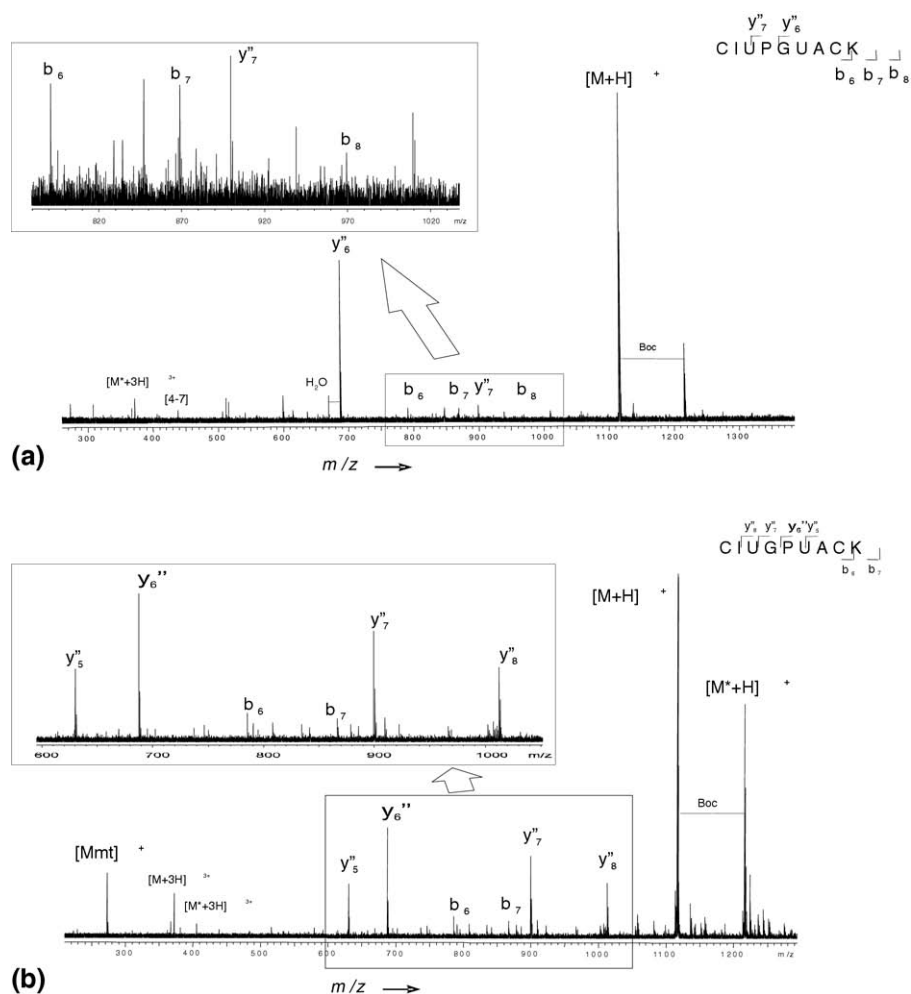 y"7 y"6
C I U P G U A C K
b6 b7 b8
[M+H] +
b6
b7
y"7
b8
820 870 920 970 1020 m/z
y"6
Boc
[M*+3H] 3+
[4-7]
H2O
b6 b7 y"7 b8
300 400 500 600 700 800 900 1000 1100 1200 1300
(a)
m/z
y"8 y"7 y6" y"5
C I U G P U A C K
b6 b7
[M+H] +
y6"
y"7
y"5
y"8
b6
b7
600 700 800 900 1000 m/z
[M*+H] +
Boc
y6"
[Mmt] +
[M+3H] 3+
[M*+3H] 3+
y"5
y"7
y"8
b6
b7
300 400 500 600 700 800 900 1000 1100 1200 m/z
(b)
m/z